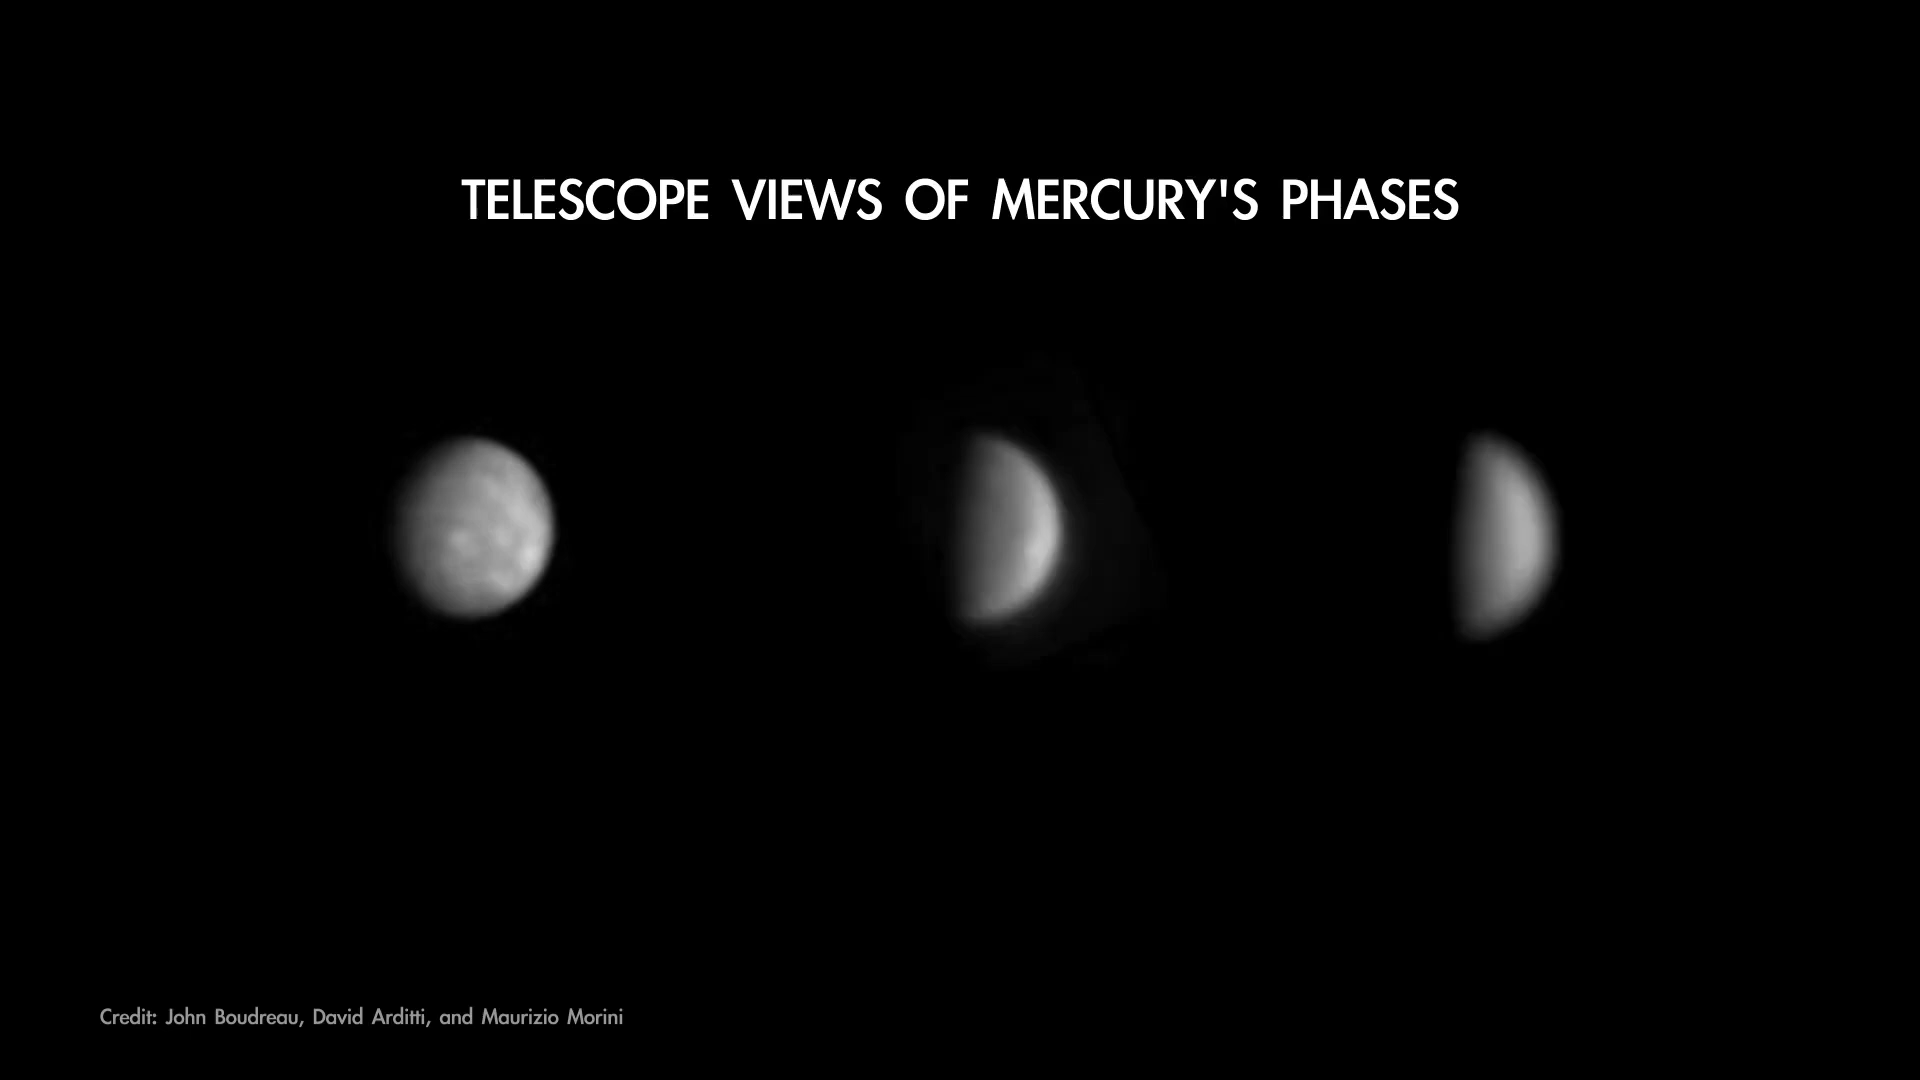 TELESCOPE VIEWS OF MERCURY'S PHASES
Credit: John Boudreau, David Arditti, and Maurizio Morini